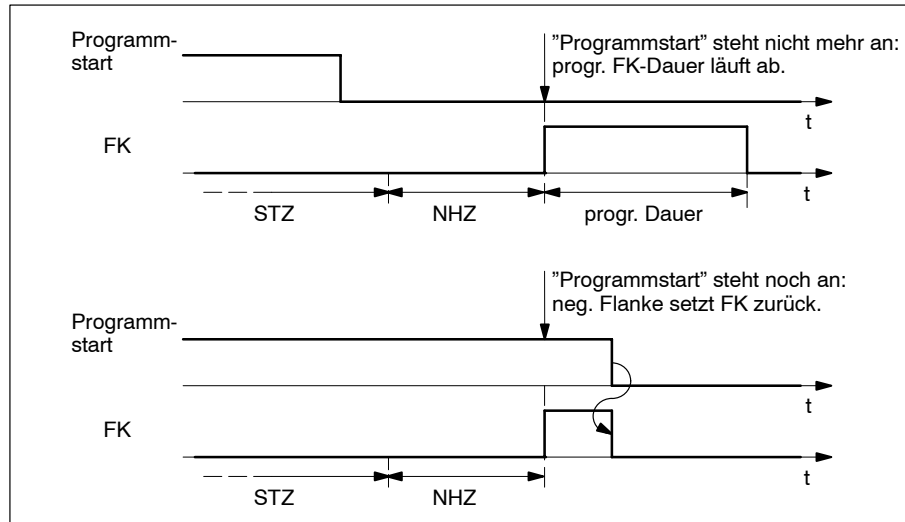 Programm-
start
”Programmstart” steht nicht mehr an:
progr. FK-Dauer läuft ab.
t
FK
t
STZ
NHZ
progr. Dauer
”Programmstart” steht noch an:
neg. Flanke setzt FK zurück.
Programm-
start
t
FK
t
STZ
NHZ